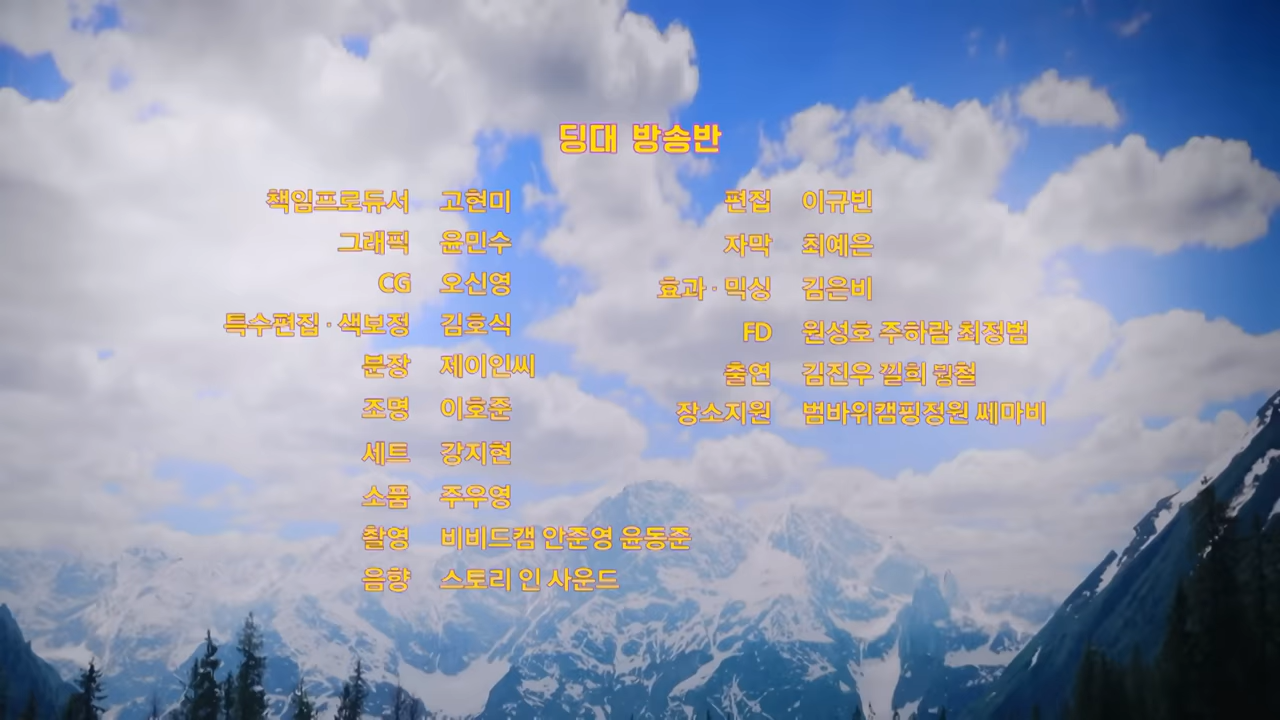 딩대 방송반
책임프로듀서 고현미
그래픽 윤민수
CG 오신영
특수편집 · 색보정 김호식
분장 제이인씨
조명 이호준
세트 강지현
소품 주우영
촬영 비비드캠 안준영 윤동준
음향 스토리 인 사운드
편집 이규빈
자막 최예은
효과 · 믹싱 김은비
FD 원성호 주하람 최정범
출연 김진우 낄희 붱철
장소지원 범바위캠핑정원 쎄마비